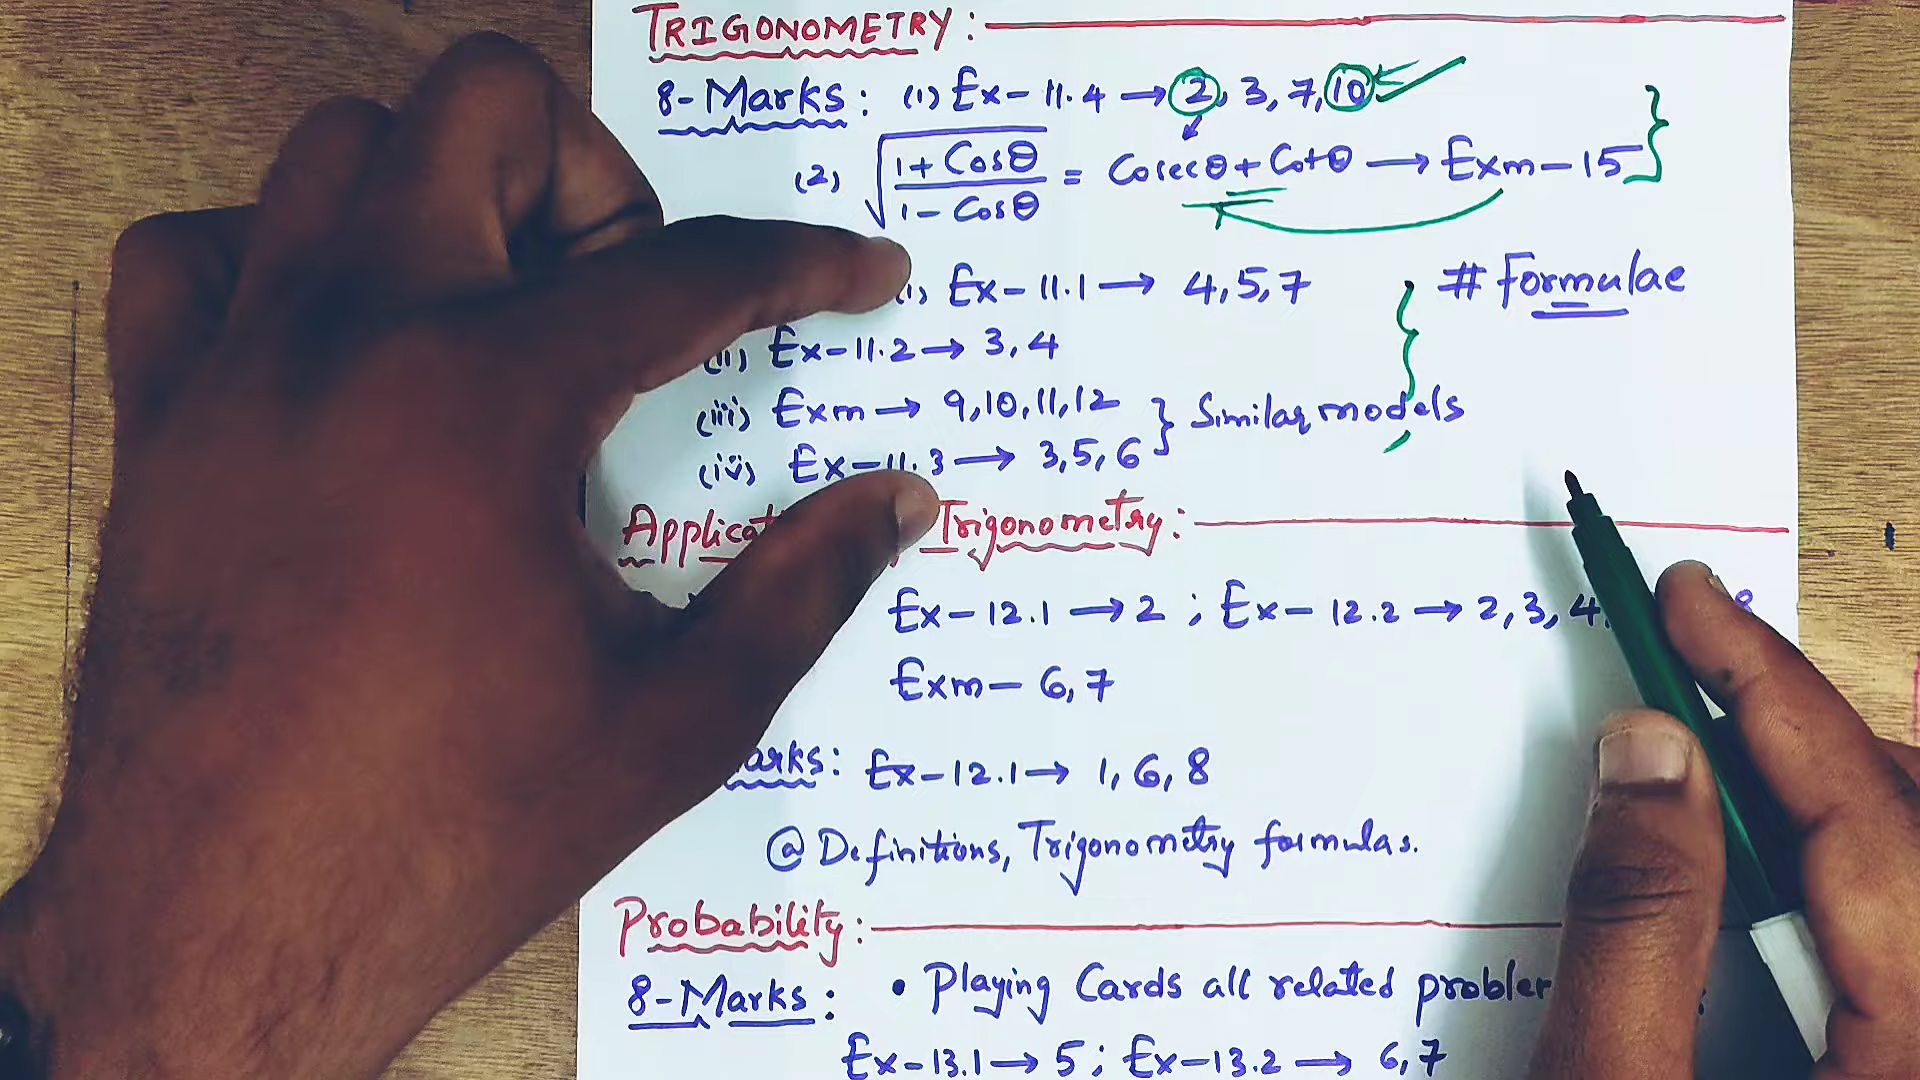 TRIGONOMETRY:
8-Marks: (1) Ex-11.4 → 2, 3, 7, 10
(2) √(1+Cosθ / 1-Cosθ) = Cosecθ + Cotθ → Exm-15
(i) Ex-11.1 → 4,5,7 # Formulae
(ii) Ex-11.2 → 3,4
(iii) Exm → 9,10,11,12 } Similar models
(iv) Ex-11.3 → 3,5,6
Trigonometry:
Ex-12.1 → 2 ; Ex-12.2 → 2, 3, 4, 8
Exm- 6,7
arks: Ex-12.1 → 1, 6, 8
@ Definitions, Trigonometry formulas.
Probability:
8-Marks: • Playing Cards all related
Ex-13.1 → 5 ; Ex-13.2 → 6,7